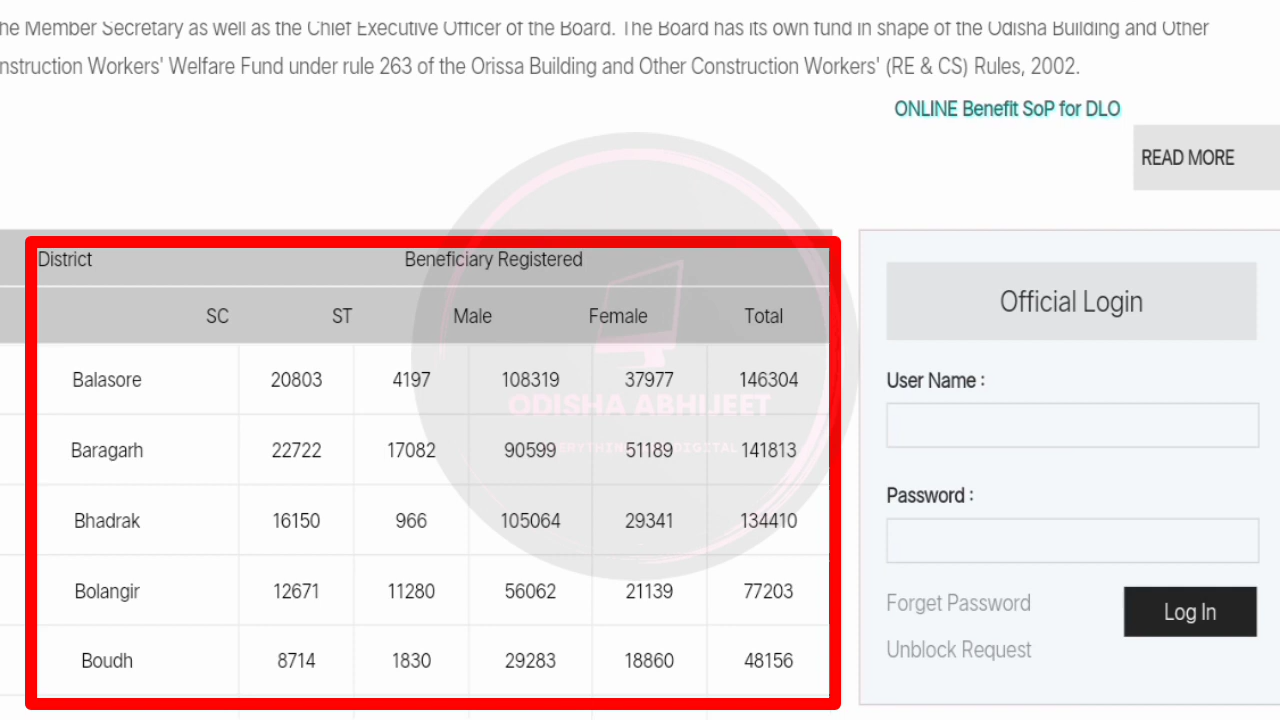 he Member Secretary as well as the Chief Executive Officer of the Board. The Board has its own fund in shape of the Odisha Building and Other
nstruction Workers' Welfare Fund under rule 263 of the Orissa Building and Other Construction Workers' (RE & CS) Rules, 2002.
ONLINE Benefit SoP for DLO
READ MORE
District Beneficiary Registered
SC ST Male Female Total
Balasore 20803 4197 108319 37977 146304
Baragarh 22722 17082 90599 51189 141813
Bhadrak 16150 966 105064 29341 134410
Bolangir 12671 11280 56062 21139 77203
Boudh 8714 1830 29283 18860 48156
ODISHA ABHIJEET
DIGITAL
Official Login
User Name :
Password :
Forget Password
Log In
Unblock Request